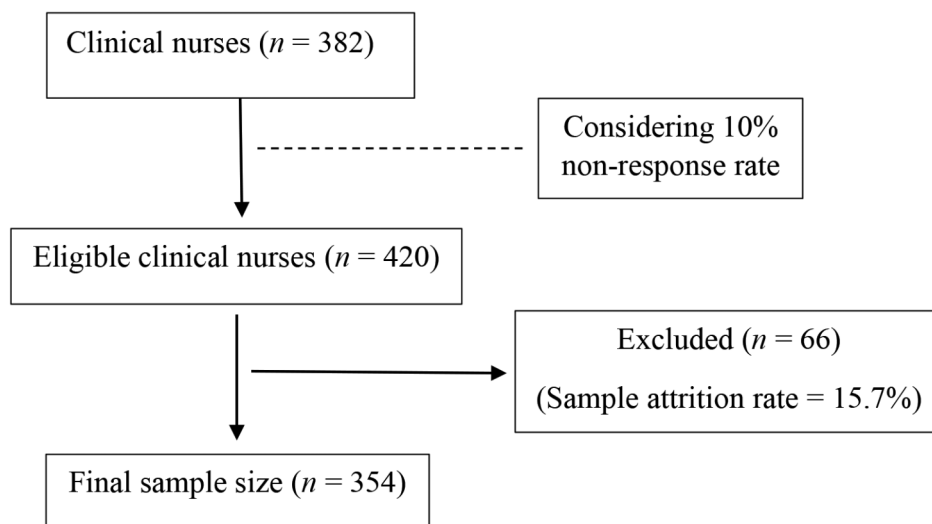 Clinical nurses (n = 382)
Considering 10%
non-response rate
Eligible clinical nurses (n = 420)
Excluded (n = 66)
(Sample attrition rate = 15.7%)
Final sample size (n = 354)